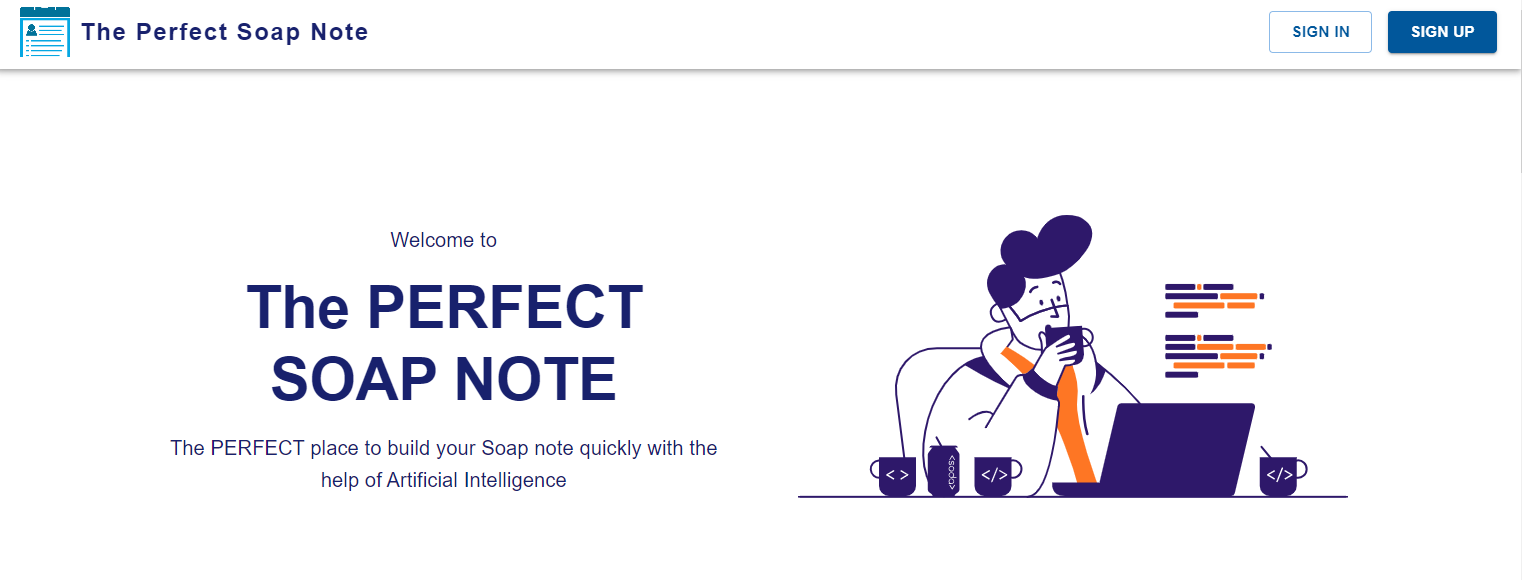 The Perfect Soap Note
SIGN IN
SIGN UP
Welcome to
The PERFECT
SOAP NOTE
The PERFECT place to build your Soap note quickly with the
help of Artificial Intelligence
< >
<soda>
</>
</>